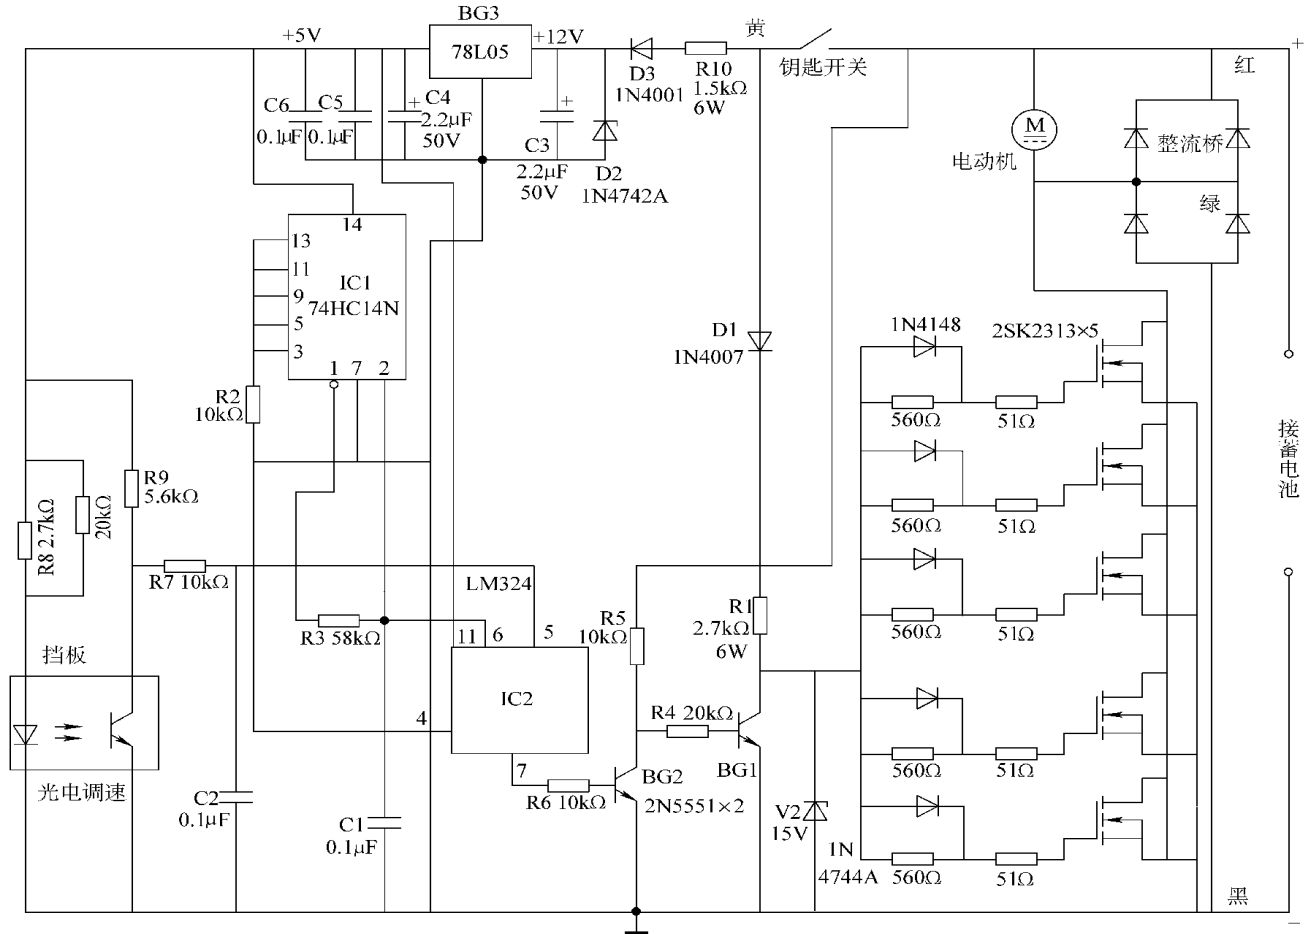 BG3
黄
+5V
78L05
+12V
钥匙开关
+
红
D3
1N4001
R10
1.5kΩ
6W
C6
0.1μF
C5
0.1μF
+
C4
2.2μF
50V
+
C3
2.2μF
50V
D2
1N4742A
M
电动机
整流桥
绿
14
13
11
9
5
3
IC1
74HC14N
1
7
2
R2
10kΩ
D1
1N4007
1N4148
2SK2313×5
560Ω
51Ω
560Ω
51Ω
560Ω
51Ω
560Ω
51Ω
560Ω
51Ω
接蓄电池
R9
5.6kΩ
R8 2.7kΩ
20kΩ
R7 10kΩ
LM324
R3 58kΩ
11
6
5
IC2
4
7
R5
10kΩ
R1
2.7kΩ
6W
R4 20kΩ
BG1
BG2
2N5551×2
R6 10kΩ
挡板
光电调速
C2
0.1μF
C1
0.1μF
V2
15V
1N
4744A
黑
−